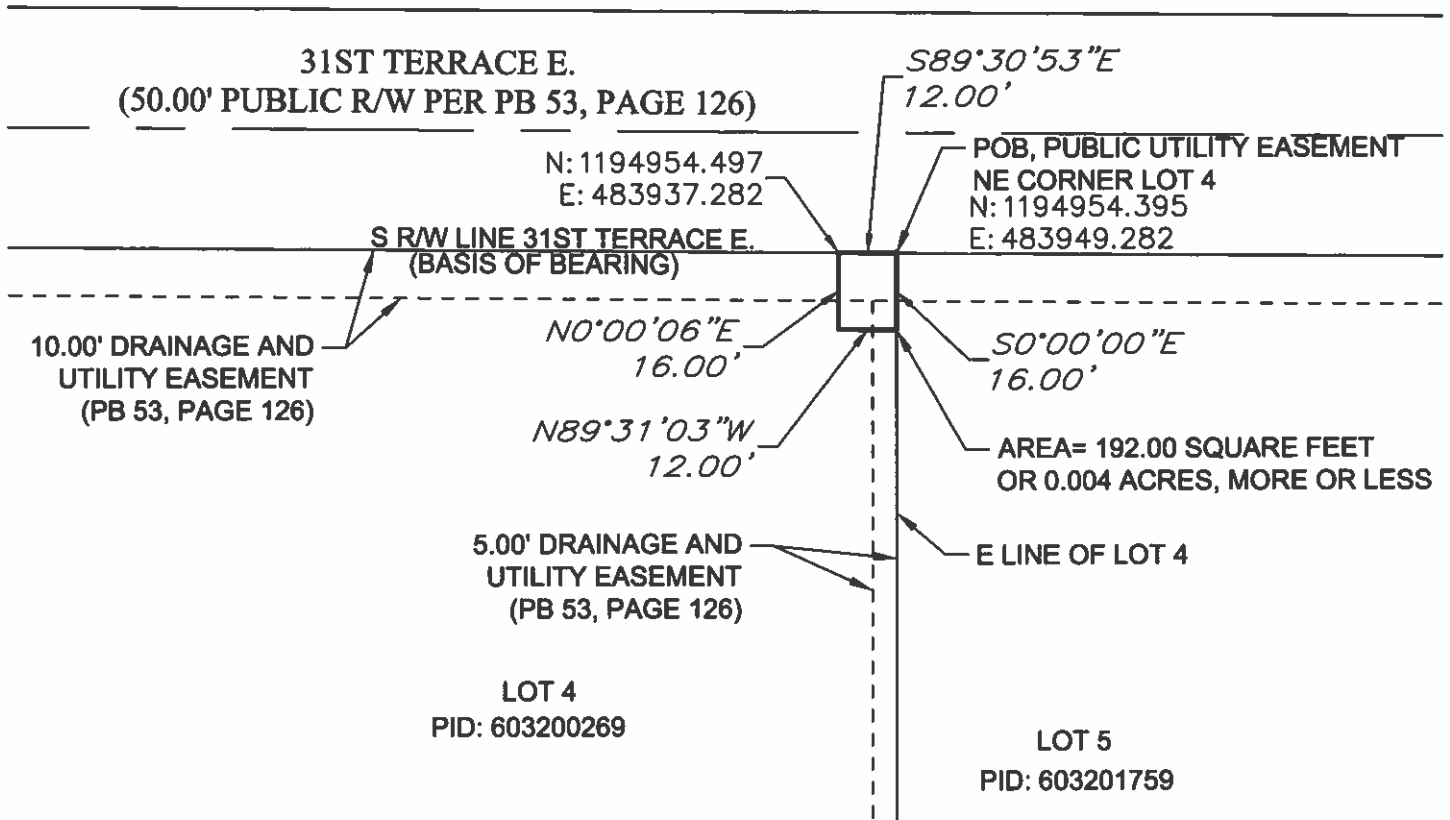 31ST TERRACE E.
(50.00' PUBLIC R/W PER PB 53, PAGE 126)
S89°30'53"E
12.00'
N: 1194954.497
E: 483937.282
POB, PUBLIC UTILITY EASEMENT
NE CORNER LOT 4
N: 1194954.395
E: 483949.282
S R/W LINE 31ST TERRACE E.
(BASIS OF BEARING)
10.00' DRAINAGE AND
UTILITY EASEMENT
(PB 53, PAGE 126)
N0°00'06"E
16.00'
S0°00'00"E
16.00'
N89°31'03"W
12.00'
AREA= 192.00 SQUARE FEET
OR 0.004 ACRES, MORE OR LESS
5.00' DRAINAGE AND
UTILITY EASEMENT
(PB 53, PAGE 126)
E LINE OF LOT 4
LOT 4
PID: 603200269
LOT 5
PID: 603201759